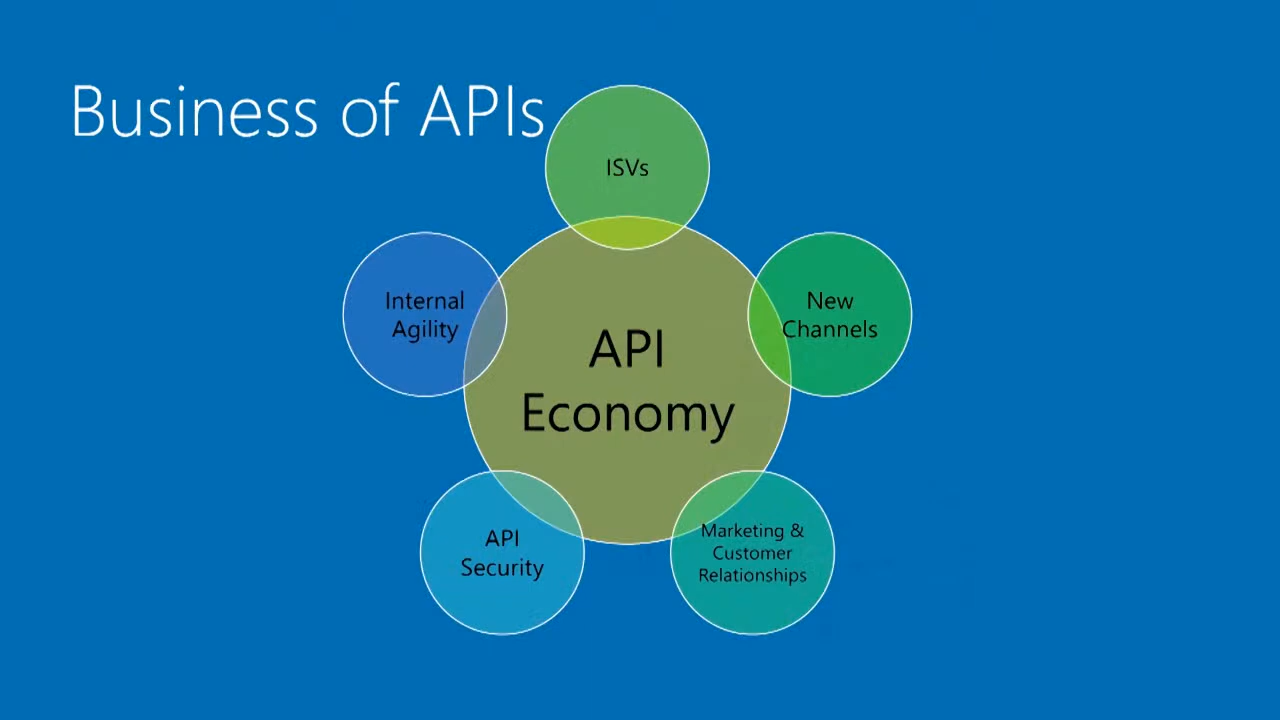 Business of APIs
ISVs
Internal
Agility
New
Channels
API
Economy
API
Security
Marketing &
Customer
Relationships